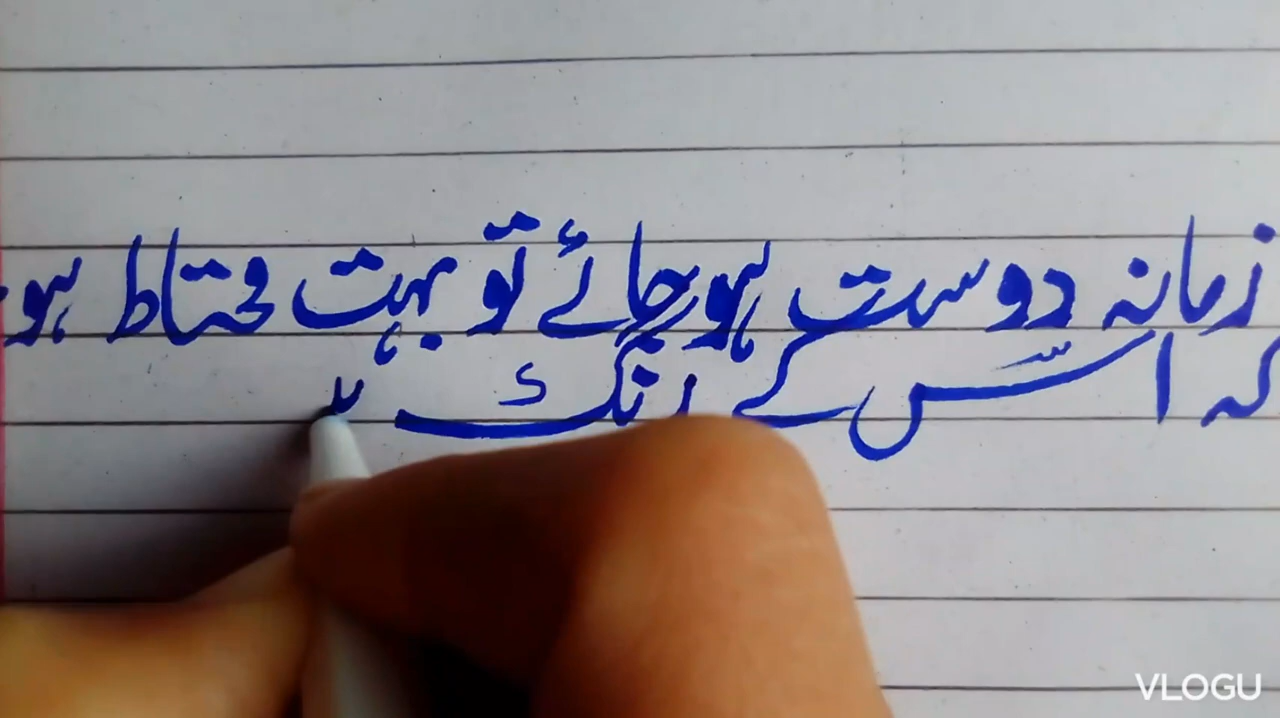 زمانہ دوست ہو جائے تو بہت محتاط ہو
کہ اس کے رنگ
VLOGU